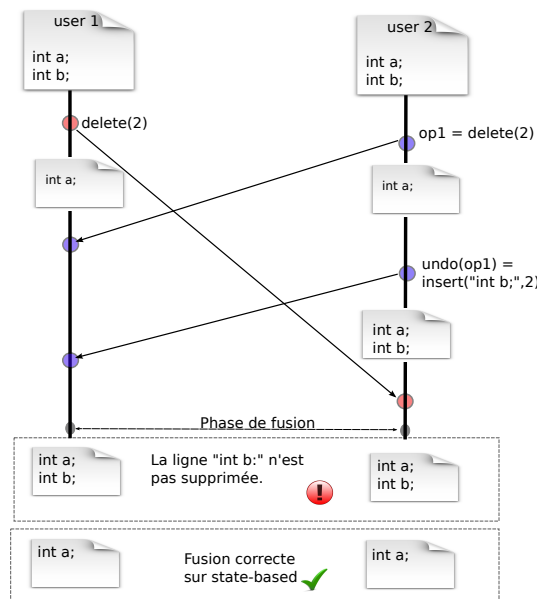 user 1
int a;
int b;
user 2
int a;
int b;
delete(2)
op1 = delete(2)
int a;
int a;
undo(op1) =
insert("int b;",2)
int a;
int b;
Phase de fusion
int a;
int b;
La ligne "int b:" n'est
pas supprimée.
int a;
int b;
int a;
Fusion correcte
sur state-based
int a;